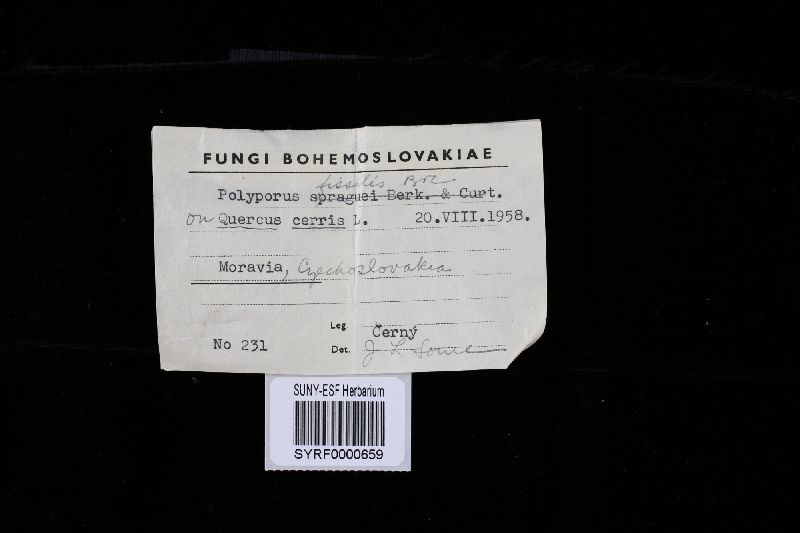 FUNGI BOHEMOSLOVAKIAE
fissilis B&C
Polyporus spraguei Berk. & Curt.
on Quercus cerris L. 20.VIII.1958.
Moravia, Czechoslovakia
Leg. Černý
No 231 Det. J L Lowe
SUNY-ESF Herbarium
SYRF0000659